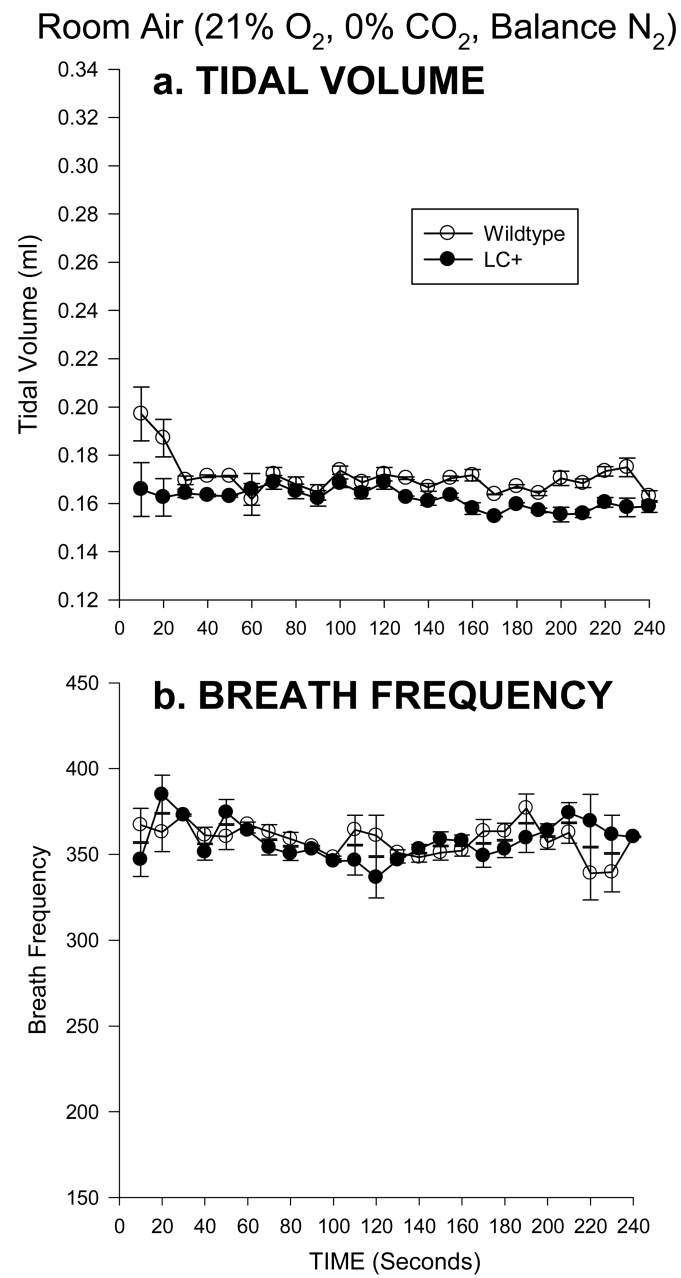 Room Air (21% O2, 0% CO2, Balance N2)
a. TIDAL VOLUME
0.34
0.32
0.30
0.28
0.26
0.24
0.22
0.20
0.18
0.16
0.14
0.12
Tidal Volume (ml)
Wildtype
LC+
0 20 40 60 80 100 120 140 160 180 200 220 240
b. BREATH FREQUENCY
450
400
350
300
250
200
150
Breath Frequency
0 20 40 60 80 100 120 140 160 180 200 220 240
TIME (Seconds)